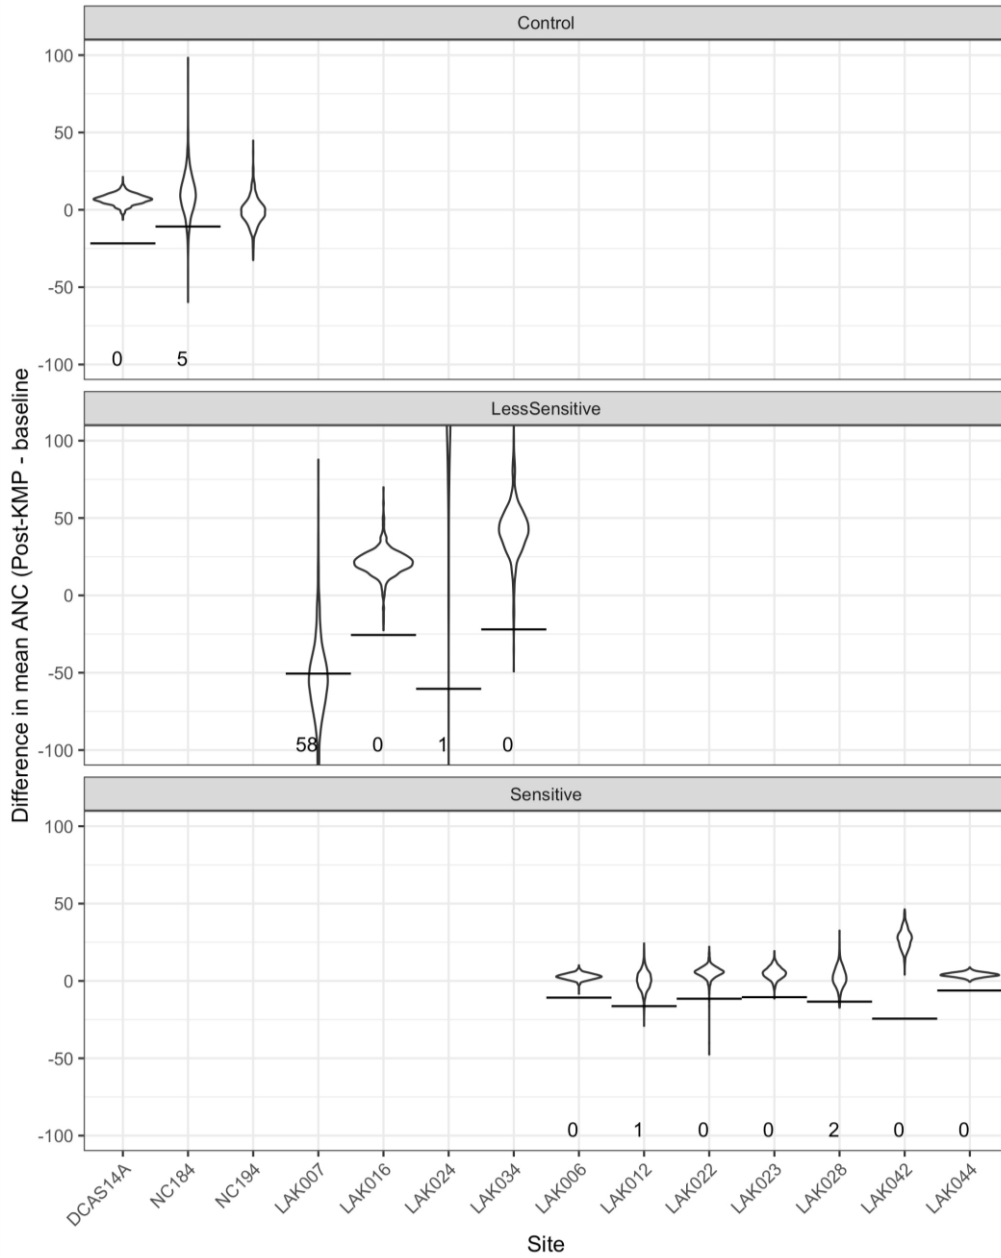 Control
100
50
0
-50
-100
0 5
LessSensitive
100
50
0
-50
-100
58 0 1 0
Sensitive
100
50
0
-50
-100
0 1 0 0 2 0 0
DCAS14A NC184 NC194 LAK007 LAK016 LAK024 LAK034 LAK006 LAK012 LAK022 LAK023 LAK028 LAK042 LAK044
Site
Difference in mean ANC (Post-KMP - baseline